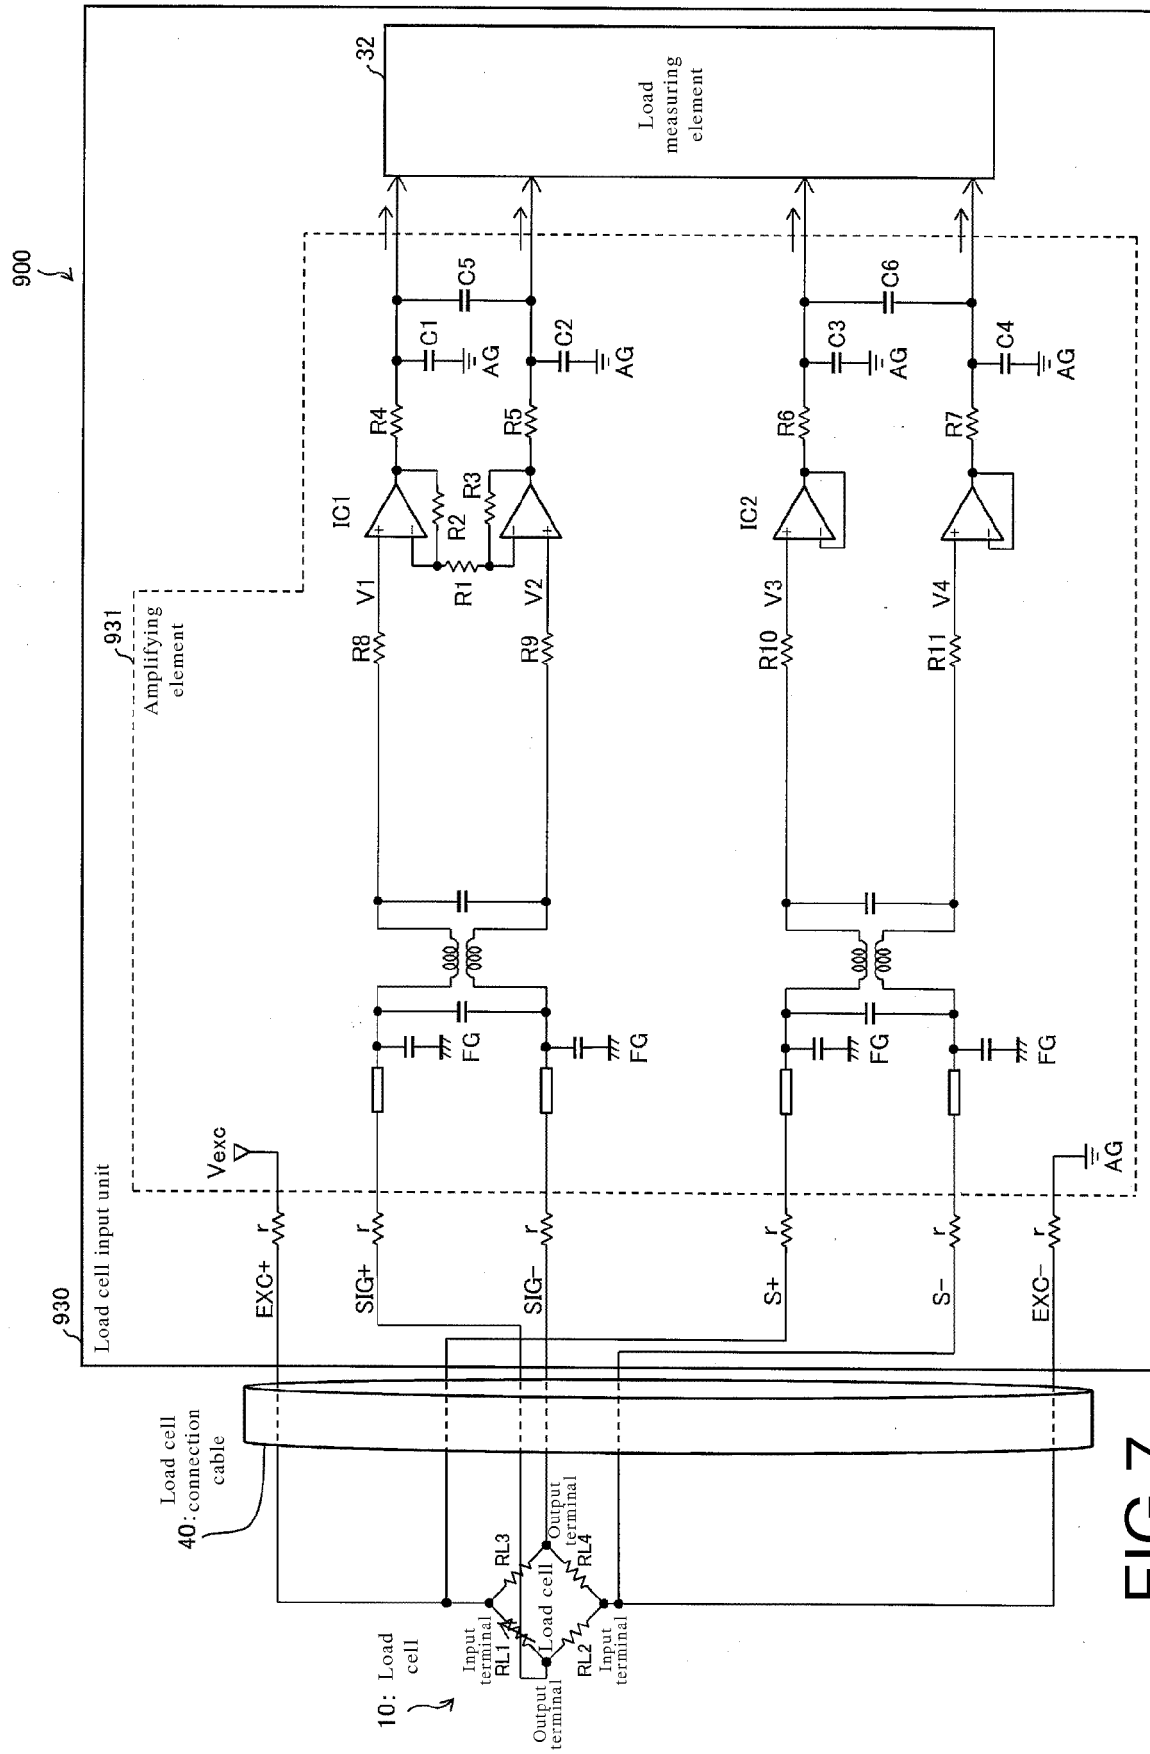 900
930
Load cell input unit
931
Amplifying
element
32
Load
measuring
element
10: Load
cell
40: Load cell
connection
cable
Input
terminal
Output
terminal
Load cell
Output
terminal
Input
terminal
RL1
RL3
RL2
RL4
EXC+
r
Vexc
SIG+
r
FG
R8
V1
IC1
+
-
R2
R1
R3
R4
C1
AG
C5
SIG-
r
FG
R9
V2
-
+
R5
C2
AG
S+
r
FG
R10
V3
IC2
+
-
R6
C3
AG
C6
S-
r
FG
R11
V4
+
-
R7
C4
AG
EXC-
r
AG
FIG.7